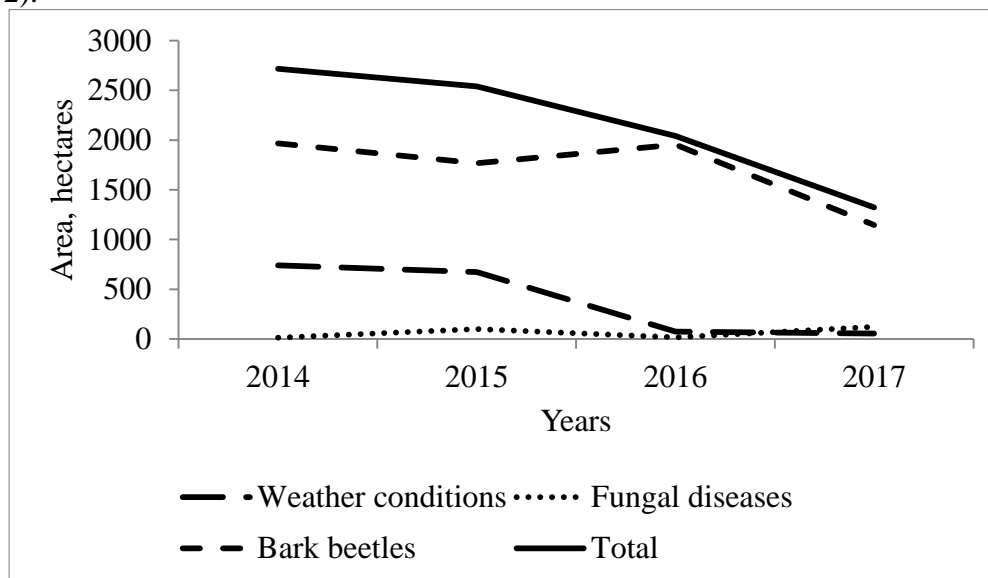 2).
3000
2500
2000
1500
1000
500
0
Area, hectares
2014 2015 2016 2017
Years
Weather conditions Fungal diseases
Bark beetles Total